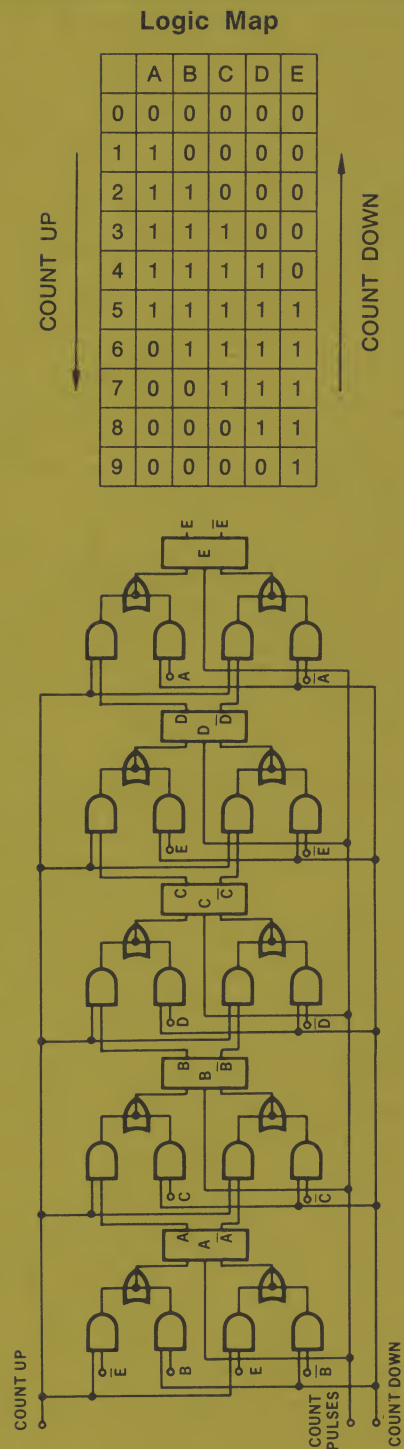 Logic Map
A B C D E
0 0 0 0 0 0
1 1 0 0 0 0
2 1 1 0 0 0
3 1 1 1 0 0
4 1 1 1 1 0
5 1 1 1 1 1
6 0 1 1 1 1
7 0 0 1 1 1
8 0 0 0 1 1
9 0 0 0 0 1
COUNT UP
COUNT DOWN
E
E
E̅
A
A̅
D
D
D̅
E
E̅
C
C
C̅
D
D̅
B
B
B̅
C
C̅
A
A
A̅
E̅
B
E
B̅
COUNT UP
COUNT
PULSES
COUNT DOWN